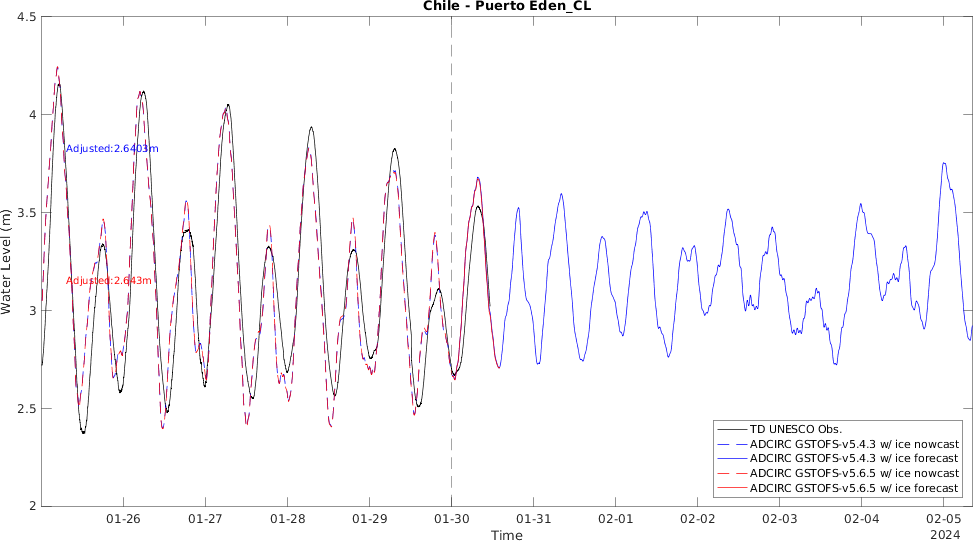 Chile - Puerto Eden_CL
4.5
4
3.5
3
2.5
2
Water Level (m)
Adjusted:2.6403m
Adjusted:2.643m
TD UNESCO Obs.
ADCIRC GSTOFS-v5.4.3 w/ ice nowcast
ADCIRC GSTOFS-v5.4.3 w/ ice forecast
ADCIRC GSTOFS-v5.6.5 w/ ice nowcast
ADCIRC GSTOFS-v5.6.5 w/ ice forecast
01-26 01-27 01-28 01-29 01-30 01-31 02-01 02-02 02-03 02-04 02-05
Time
2024